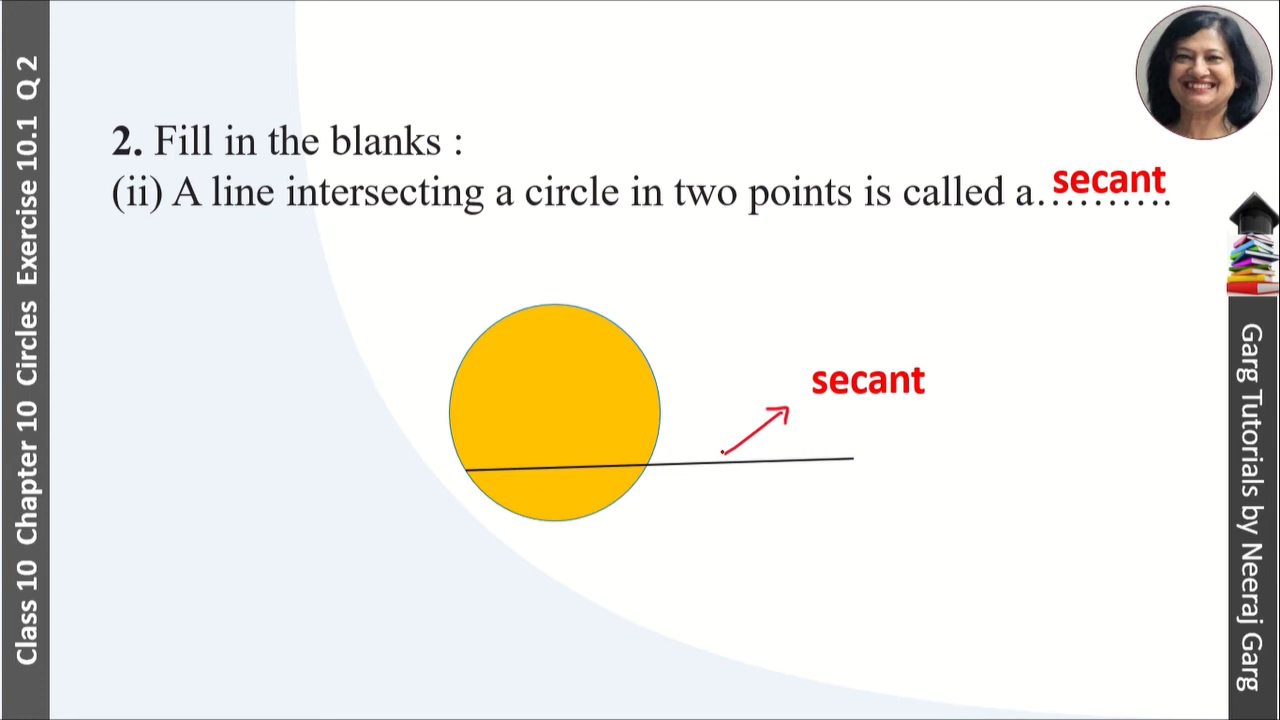 Class 10 Chapter 10 Circles Exercise 10.1 Q 2
2. Fill in the blanks :
(ii) A line intersecting a circle in two points is called a.......... secant
secant
Garg Tutorials by Neeraj Garg